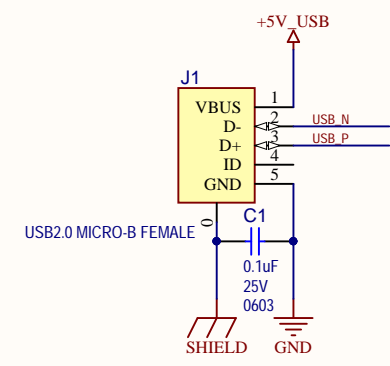 +5V_USB
J1
VBUS 1
D- 2 USB_N
D+ 3 USB_P
ID 4
GND 5
0
C1
USB2.0 MICRO-B FEMALE
0.1uF
25V
0603
SHIELD GND